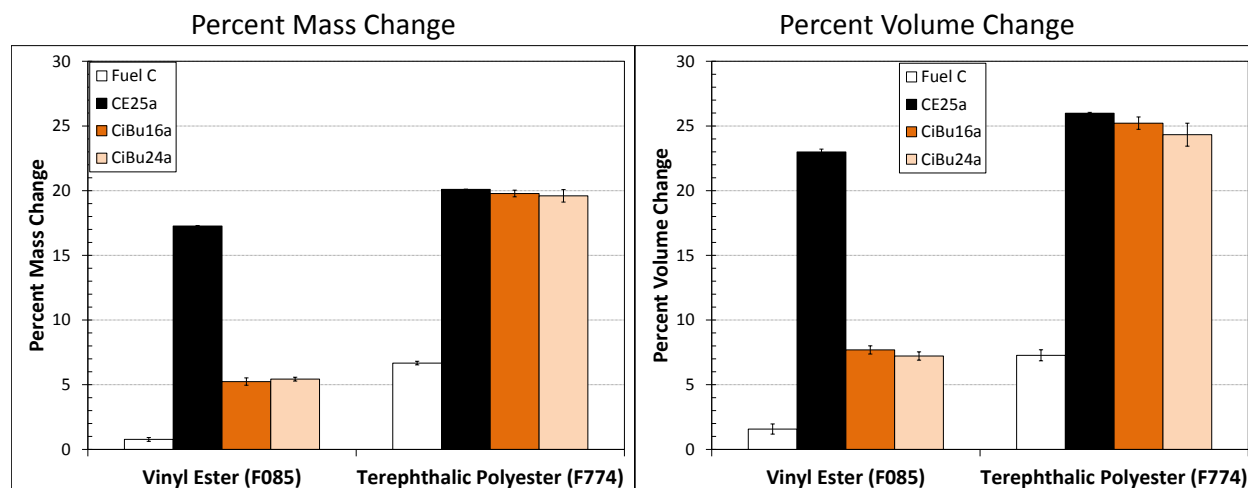 Percent Mass Change
Percent Mass Change
30
25
20
15
10
5
0
Fuel C
CE25a
CiBu16a
CiBu24a
Vinyl Ester (F085)
Terephthalic Polyester (F774)
Percent Volume Change
Percent Volume Change
30
25
20
15
10
5
0
Fuel C
CE25a
CiBu16a
CiBu24a
Vinyl Ester (F085)
Terephthalic Polyester (F774)